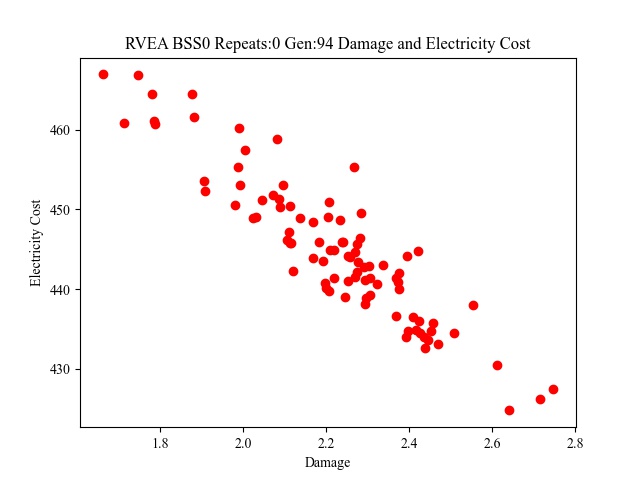 RVEA BSS0 Repeats:0 Gen:94 Damage and Electricity Cost
460
450
440
430
Electricity Cost
1.8 2.0 2.2 2.4 2.6 2.8
Damage